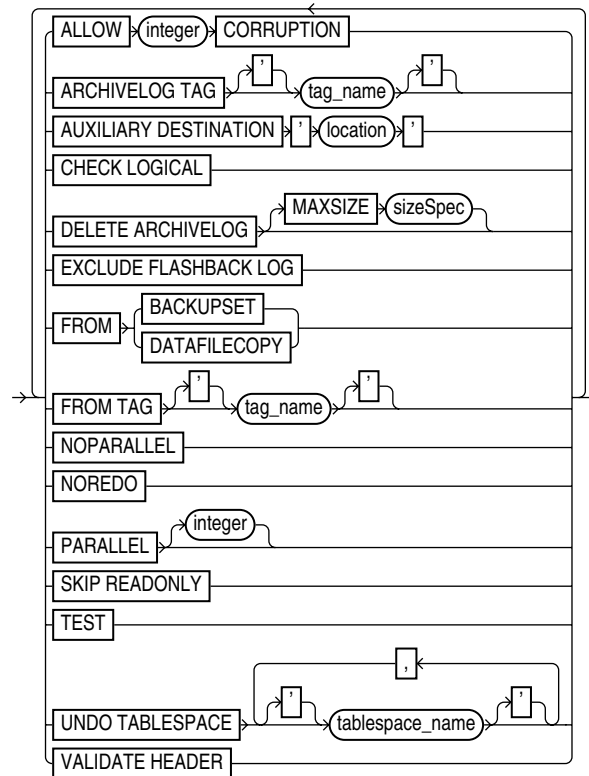 ALLOW integer CORRUPTION
ARCHIVELOG TAG ' tag_name '
AUXILIARY DESTINATION ' location '
CHECK LOGICAL
DELETE ARCHIVELOG MAXSIZE sizeSpec
EXCLUDE FLASHBACK LOG
FROM BACKUPSET
DATAFILECOPY
FROM TAG ' tag_name '
NOPARALLEL
NOREDO
PARALLEL integer
SKIP READONLY
TEST
,
UNDO TABLESPACE ' tablespace_name '
VALIDATE HEADER